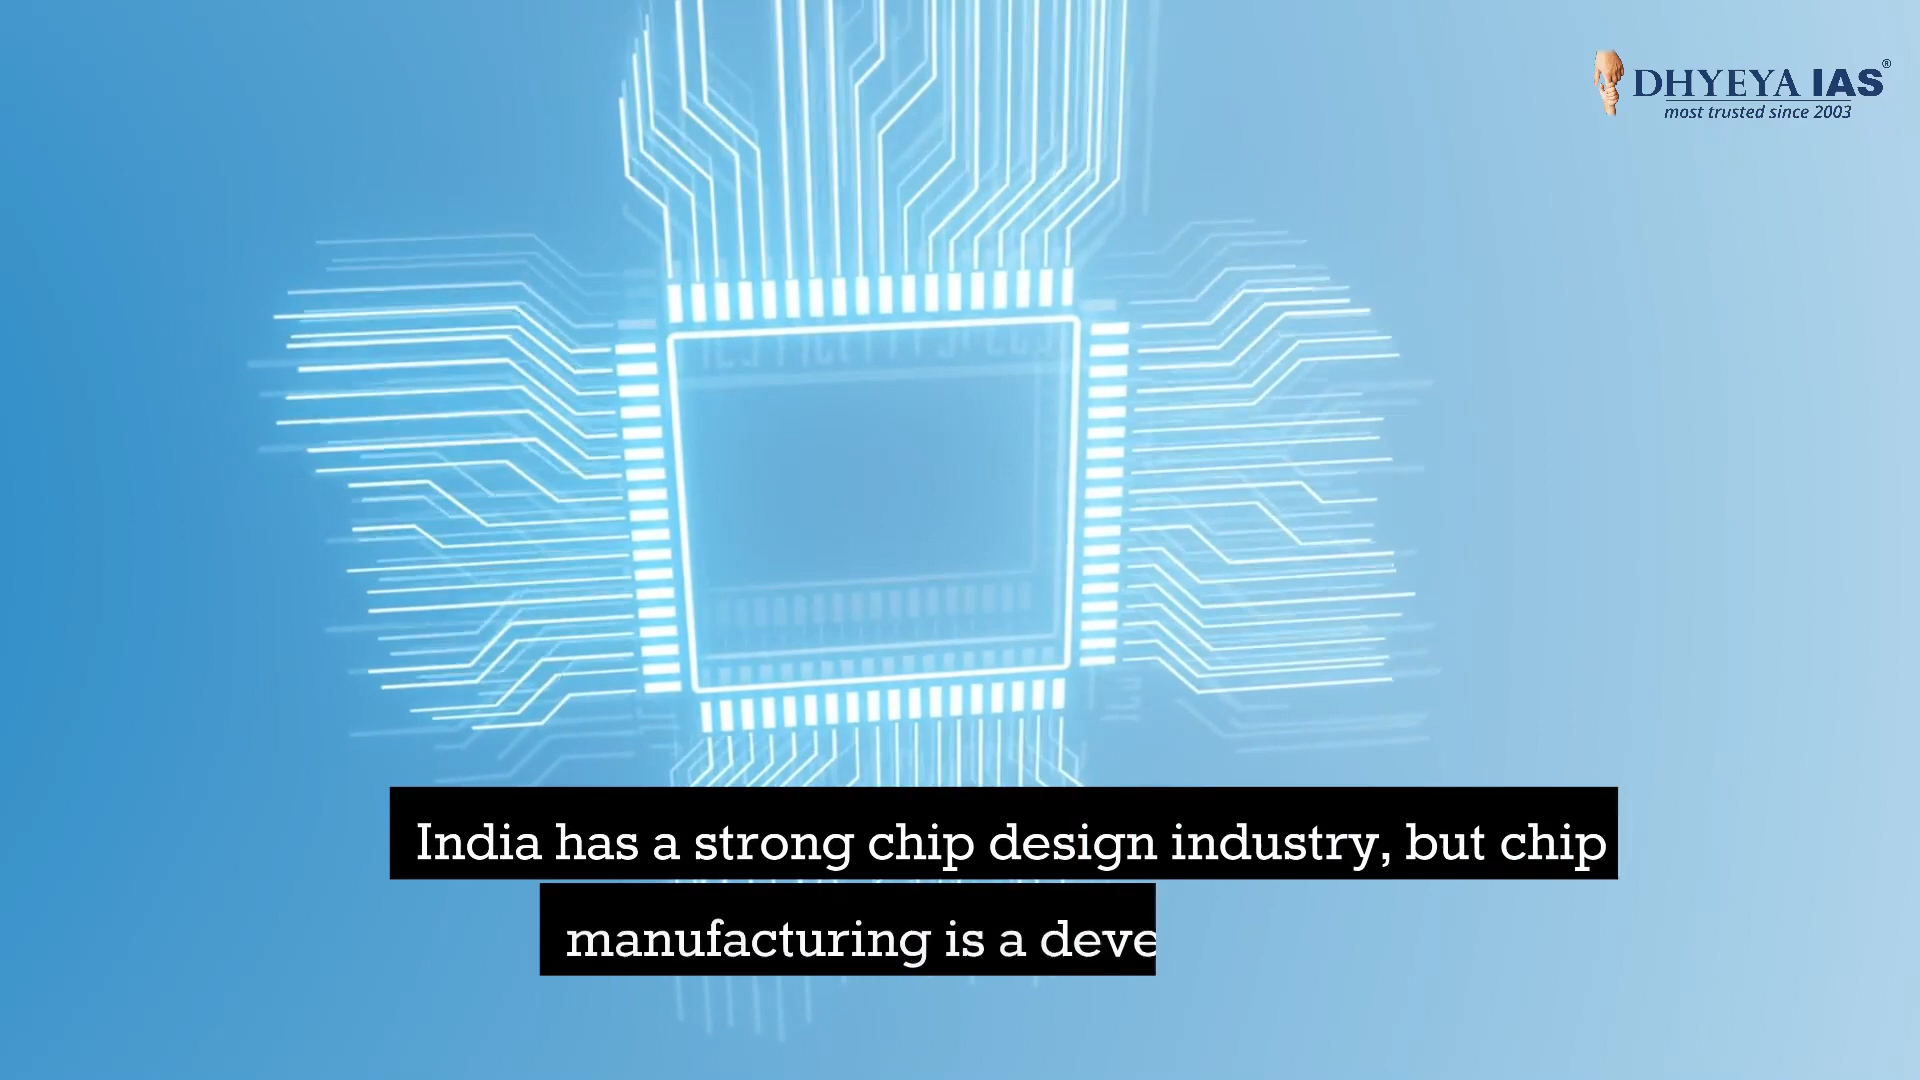 DHYEYA IAS®
most trusted since 2003
India has a strong chip design industry, but chip
manufacturing is a deve